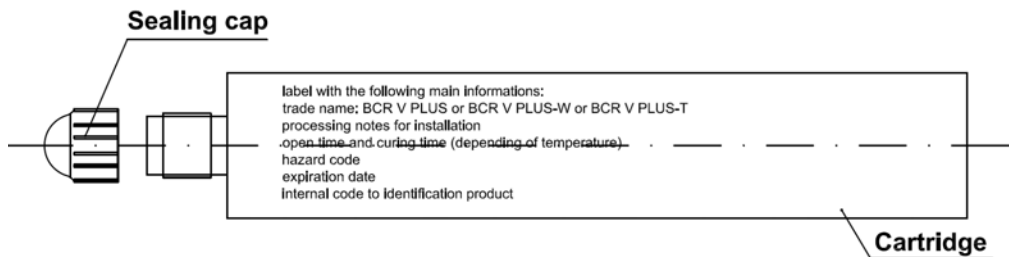 Sealing cap
label with the following main informations:
trade name: BCR V PLUS or BCR V PLUS-W or BCR V PLUS-T
processing notes for installation
open time and curing time (depending of temperature)
hazard code
expiration date
internal code to identification product
Cartridge